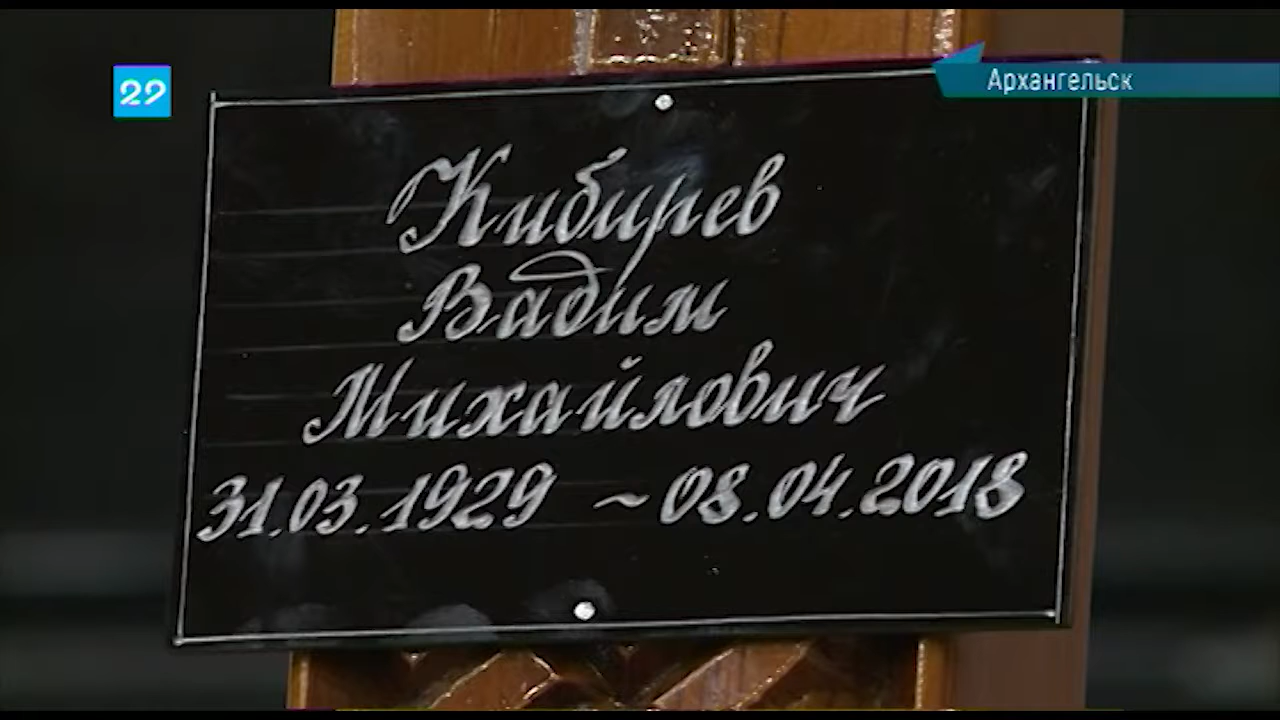 29
Архангельск
Кибирев
Вадим
Михайлович
31.03.1929 ~ 08.04.2018